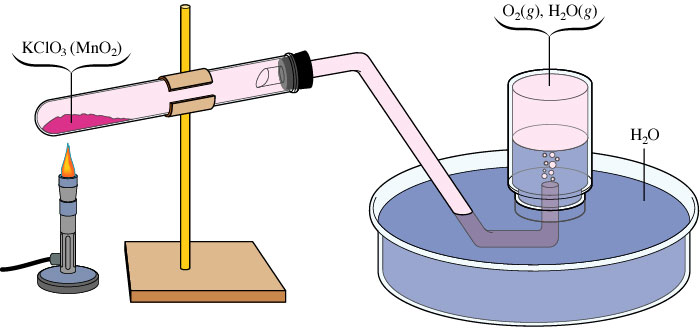 KClO₃ (MnO₂)
O₂(g), H₂O(g)
H₂O